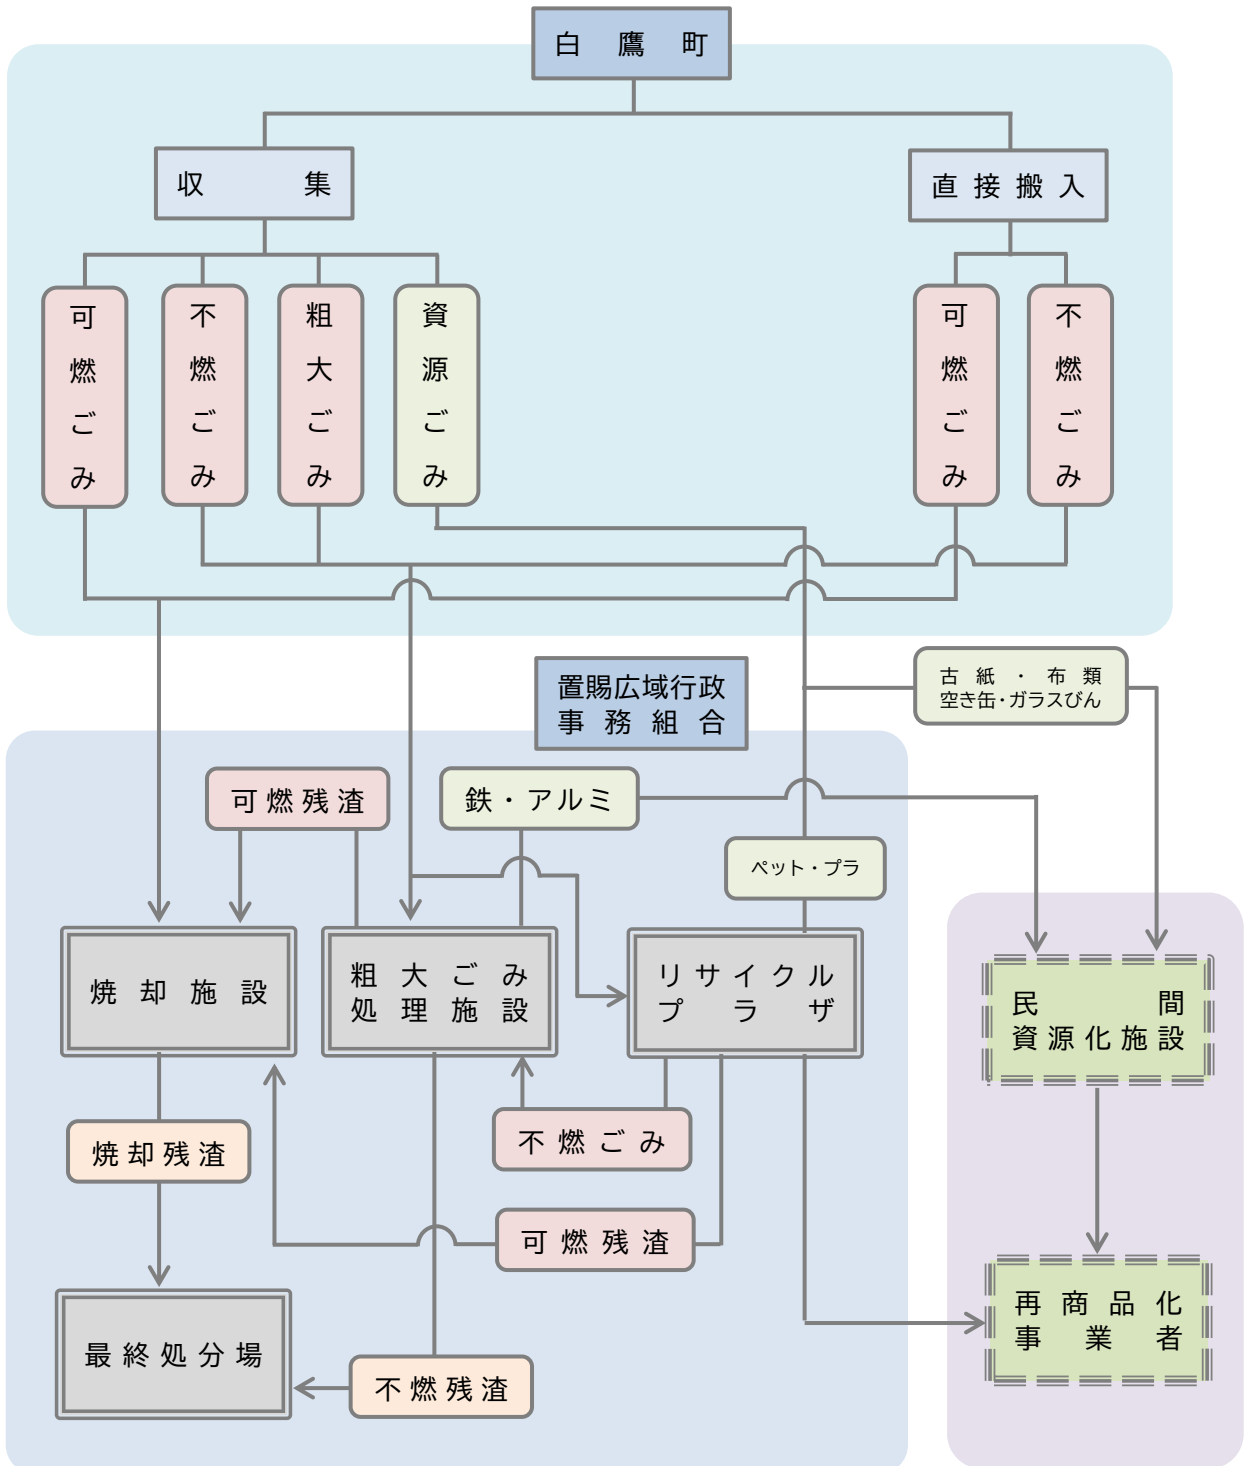 白鷹町
収集
直接搬入
可燃ごみ
不燃ごみ
粗大ごみ
資源ごみ
可燃ごみ
不燃ごみ
古紙・布類
空き缶・ガラスびん
置賜広域行政
事務組合
可燃残渣
鉄・アルミ
ペット・プラ
焼却施設
粗大ごみ
処理施設
リサイクル
プラザ
民間
資源化施設
焼却残渣
不燃ごみ
可燃残渣
再商品化
事業者
最終処分場
不燃残渣